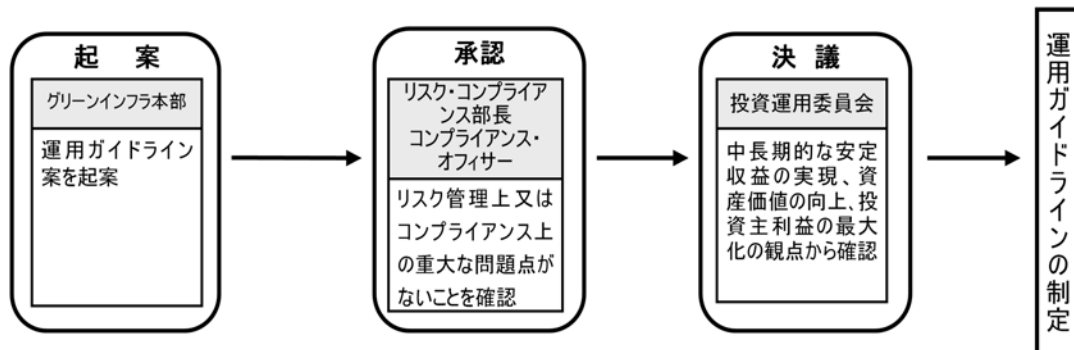 起　案
グリーンインフラ本部
運用ガイドライン
案を起案
承認
リスク・コンプライア
ンス部長
コンプライアンス・
オフィサー
リスク管理上又は
コンプライアンス上
の重大な問題点が
ないことを確認
決　議
投資運用委員会
中長期的な安定
収益の実現、資
産価値の向上、投
資主利益の最大
化の観点から確認
運用ガイドラインの制定